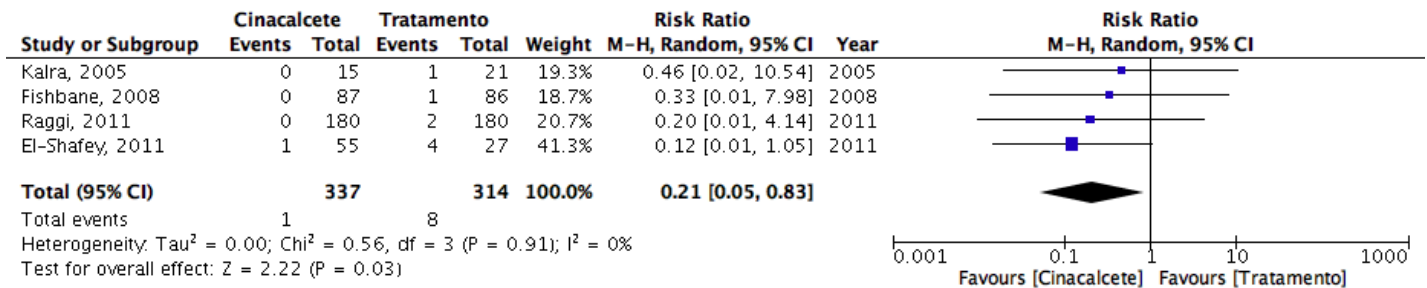 Cinacalcete Tratamento Risk Ratio Risk Ratio
Study or Subgroup Events Total Events Total Weight M-H, Random, 95% CI Year M-H, Random, 95% CI
Kalra, 2005 0 15 1 21 19.3% 0.46 [0.02, 10.54] 2005
Fishbane, 2008 0 87 1 86 18.7% 0.33 [0.01, 7.98] 2008
Raggi, 2011 0 180 2 180 20.7% 0.20 [0.01, 4.14] 2011
El-Shafey, 2011 1 55 4 27 41.3% 0.12 [0.01, 1.05] 2011
Total (95% CI) 337 314 100.0% 0.21 [0.05, 0.83]
Total events 1 8
Heterogeneity: Tau² = 0.00; Chi² = 0.56, df = 3 (P = 0.91); I² = 0%
Test for overall effect: Z = 2.22 (P = 0.03)
0.001 0.1 1 10 1000
Favours [Cinacalcete] Favours [Tratamento]